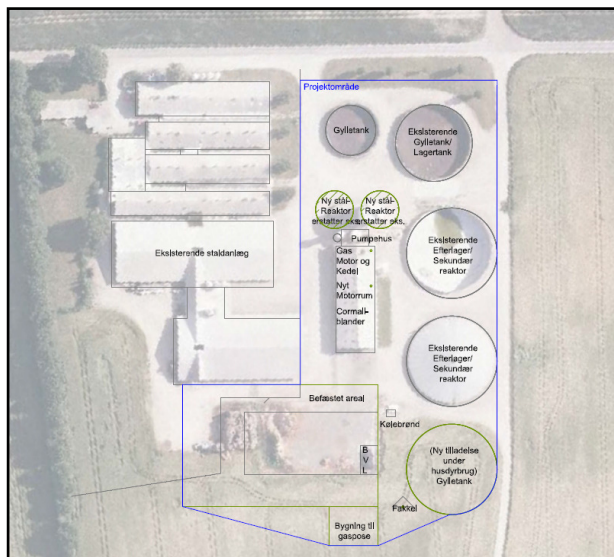 Projektområde
Gylletank
Eksisterende
Gylletank/
Lagertank
Ny stål-
Reaktor
erstatter eks.
Ny stål-
Reaktor
erstatter eks.
Pumpehus
Gas
Motor og
Kedel
Nyt
Motorrum
Cormall-
blander
Eksisterende staldanlæg
Eksisterende
Efterlager/
Sekundær
reaktor
Eksisterende
Efterlager/
Sekundær
reaktor
Befæstet areal
Kølebrønd
B
V
L
(Ny tilladelse
under
husdyrbrug)
Gylletank
Fakkel
Bygning til
gaspose